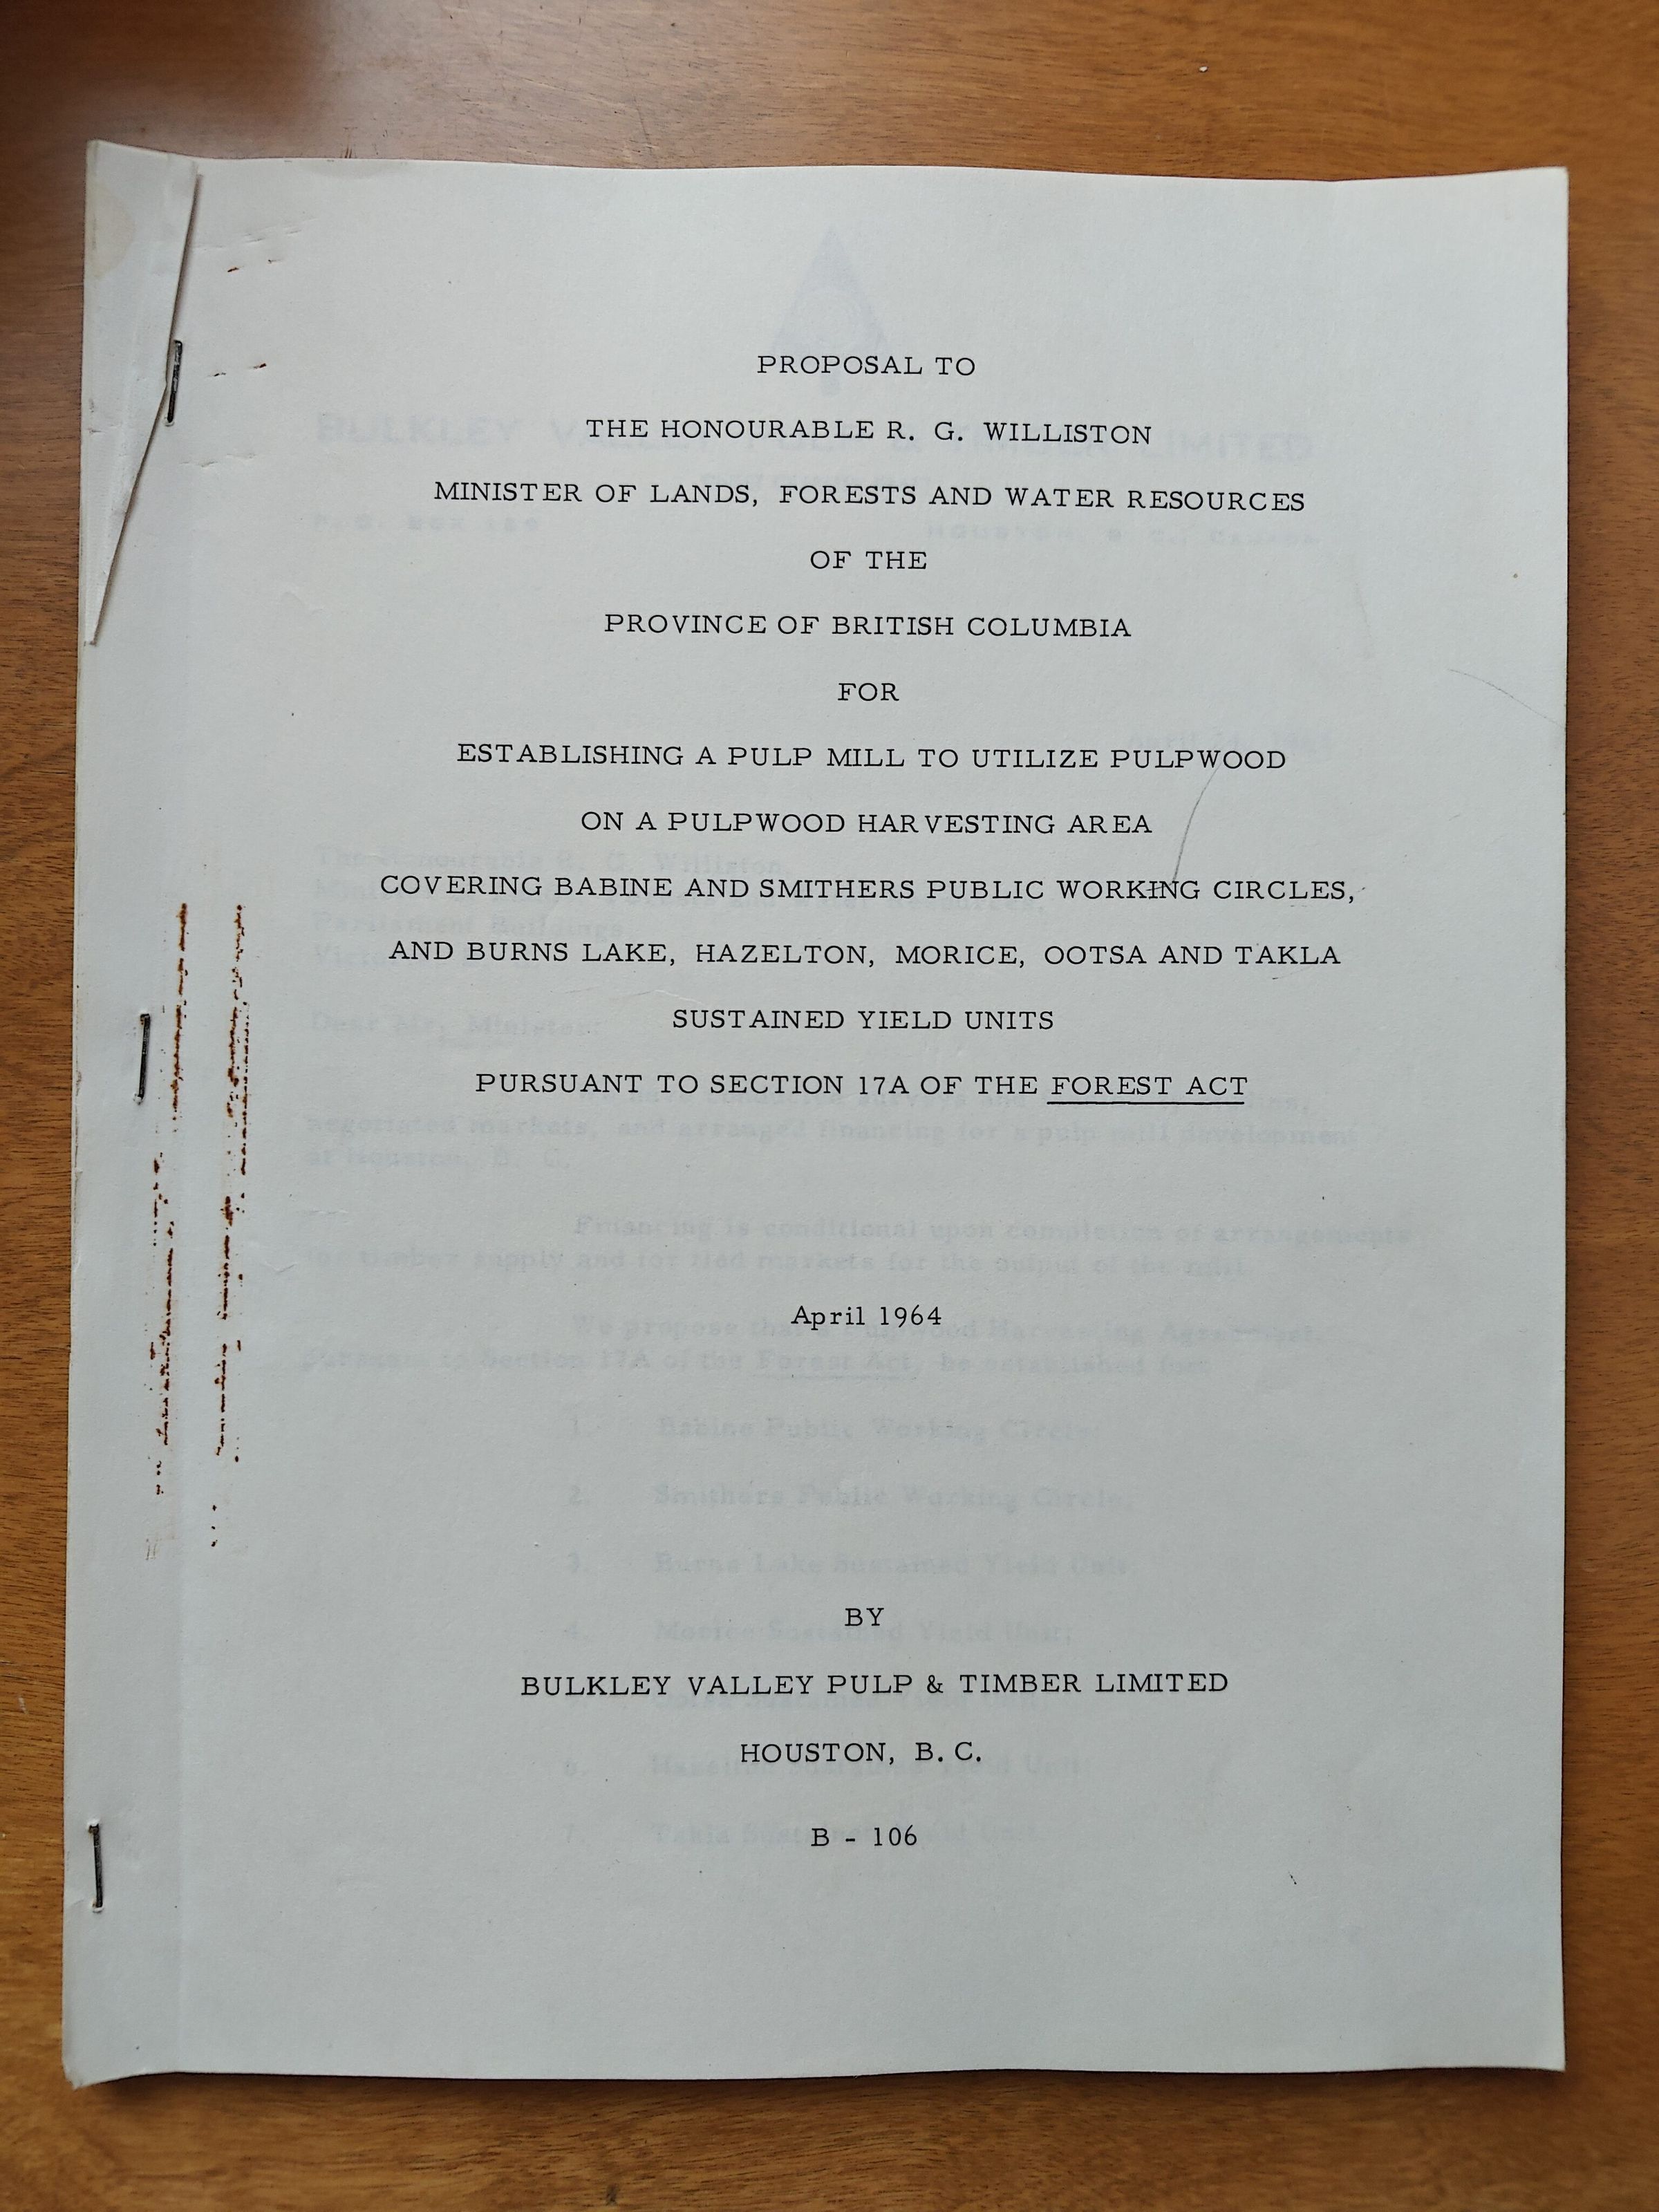 PROPOSAL TO
THE HONOURABLE R. G. WILLISTON
MINISTER OF LANDS, FORESTS AND WATER RESOURCES
OF THE
PROVINCE OF BRITISH COLUMBIA
FOR
ESTABLISHING A PULP MILL TO UTILIZE PULPWOOD
ON A PULPWOOD HARVESTING AREA
COVERING BABINE AND SMITHERS PUBLIC WORKING CIRCLES,
AND BURNS LAKE, HAZELTON, MORICE, OOTSA AND TAKLA
SUSTAINED YIELD UNITS
PURSUANT TO SECTION 17A OF THE FOREST ACT
April 1964
BY
BULKLEY VALLEY PULP & TIMBER LIMITED
HOUSTON, B. C.
B - 106